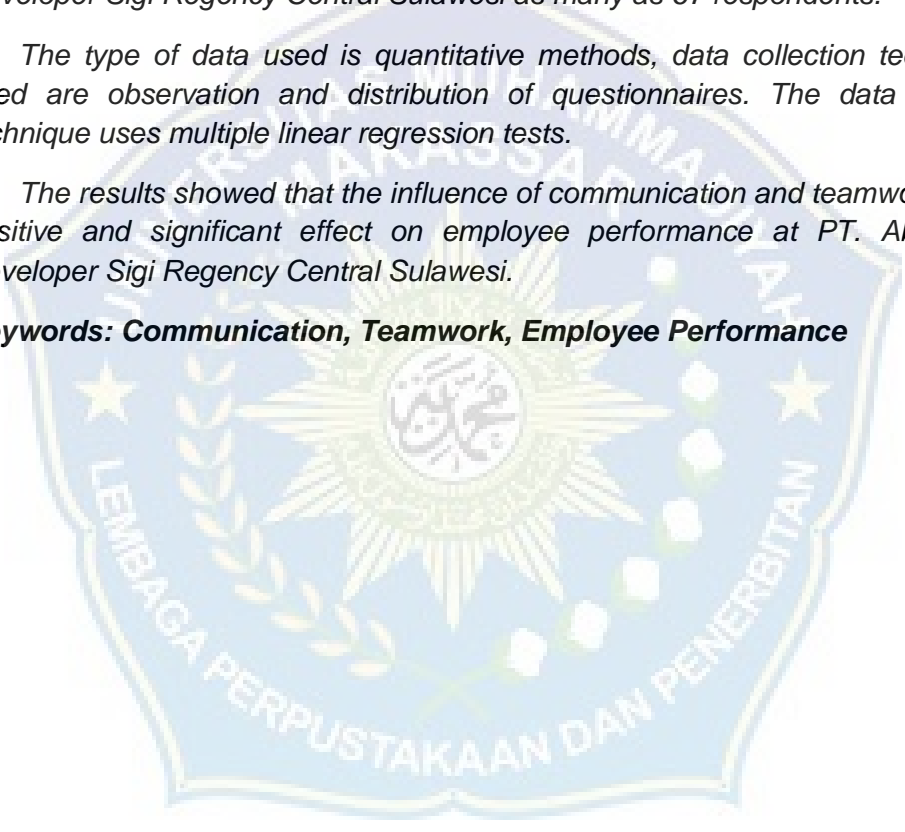 Sigi Regency Central Sulawesi as many as respondents.
The type of data used is quantitative methods, data collection te
ed are observation and distribution of questionnaires. The data
chnique uses multiple linear regression tests.
The results showed that the influence of communication and teamwo
sitive and significant effect on employee performance at PT. A
veloper Sigi Regency Central Sulawesi.
ywords: Communication, Teamwork, Employee Performance
UNIVERSITAS MUHAMMADIYAH
MAKASSAR
LEMBAGA PERPUSTAKAAN DAN PENERBITAN